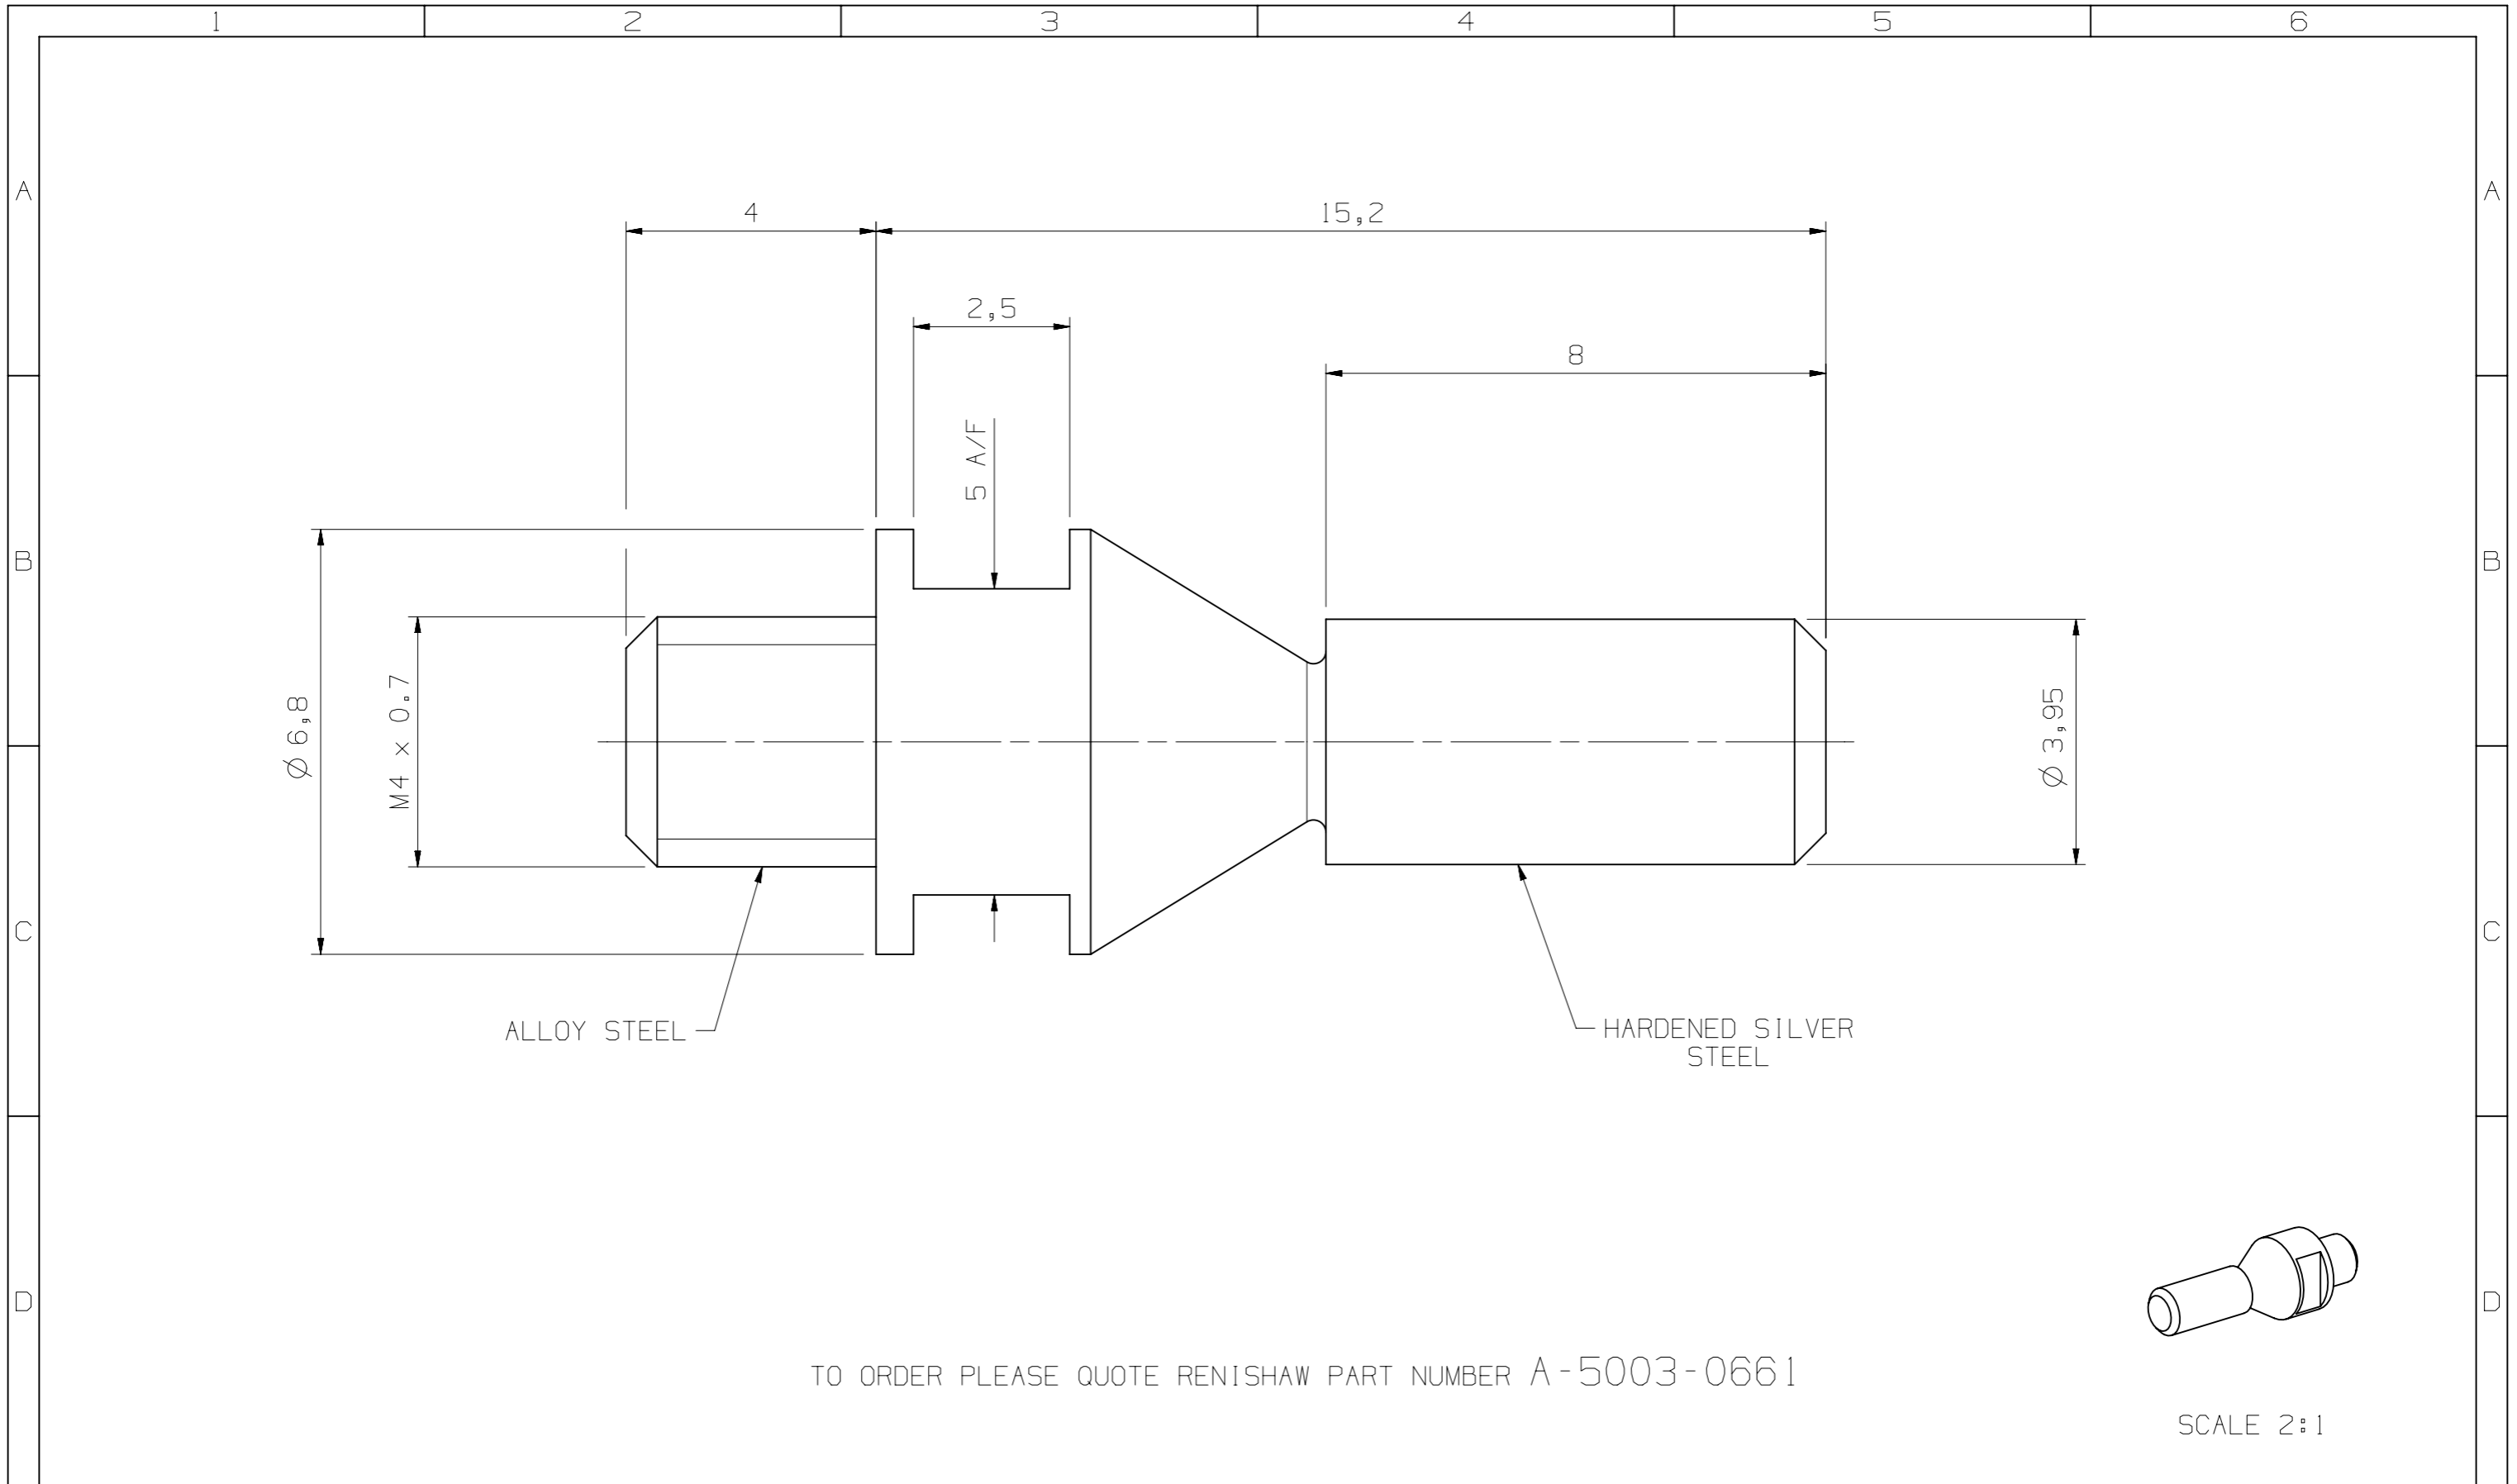 1 2 3 4 5 6
A A
4 15,2
2,5
8
5 A/F
B B
Ø 6,8
M4 x 0.7
Ø 3,95
C C
ALLOY STEEL
HARDENED SILVER
STEEL
D D
TO ORDER PLEASE QUOTE RENISHAW PART NUMBER A-5003-0661
SCALE 2:1